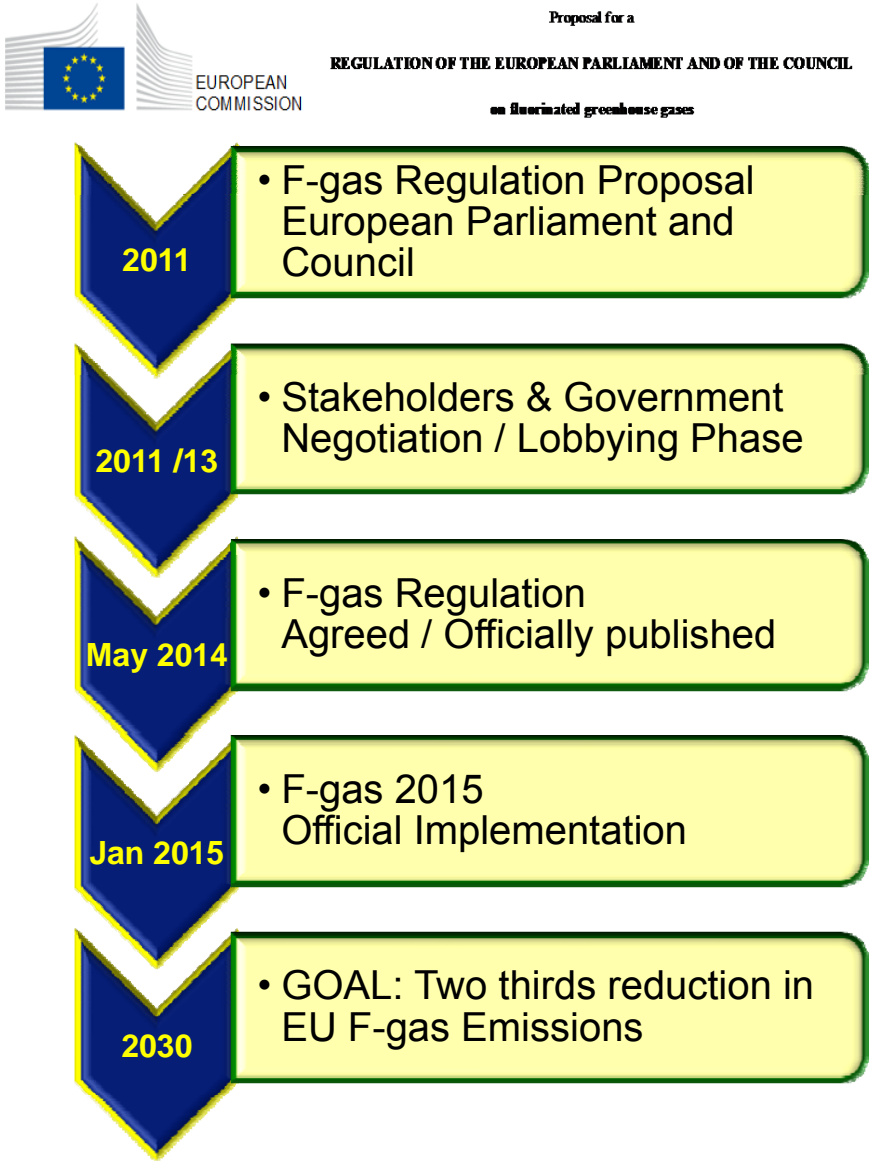 EUROPEAN
COMMISSION
Proposal for a
REGULATION OF THE EUROPEAN PARLIAMENT AND OF THE COUNCIL
on fluorinated greenhouse gases
2011
• F-gas Regulation Proposal
European Parliament and
Council
2011 /13
• Stakeholders & Government
Negotiation / Lobbying Phase
May 2014
• F-gas Regulation
Agreed / Officially published
Jan 2015
• F-gas 2015
Official Implementation
2030
• GOAL: Two thirds reduction in
EU F-gas Emissions